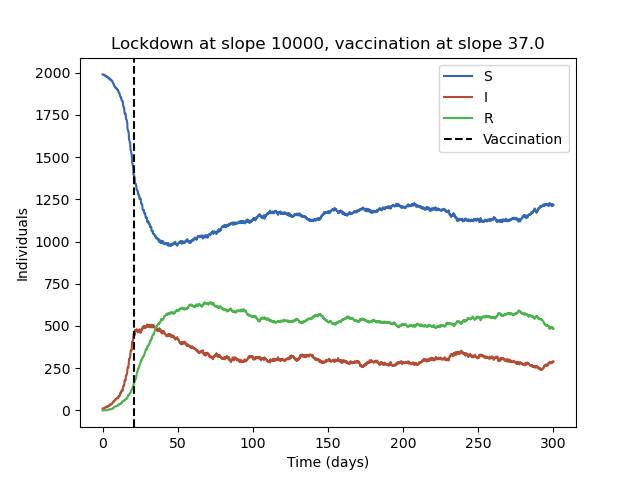 Lockdown at slope 10000, vaccination at slope 37.0
2000
1750
1500
1250
1000
750
500
250
0
Individuals
S
I
R
Vaccination
0
50
100
150
200
250
300
Time (days)